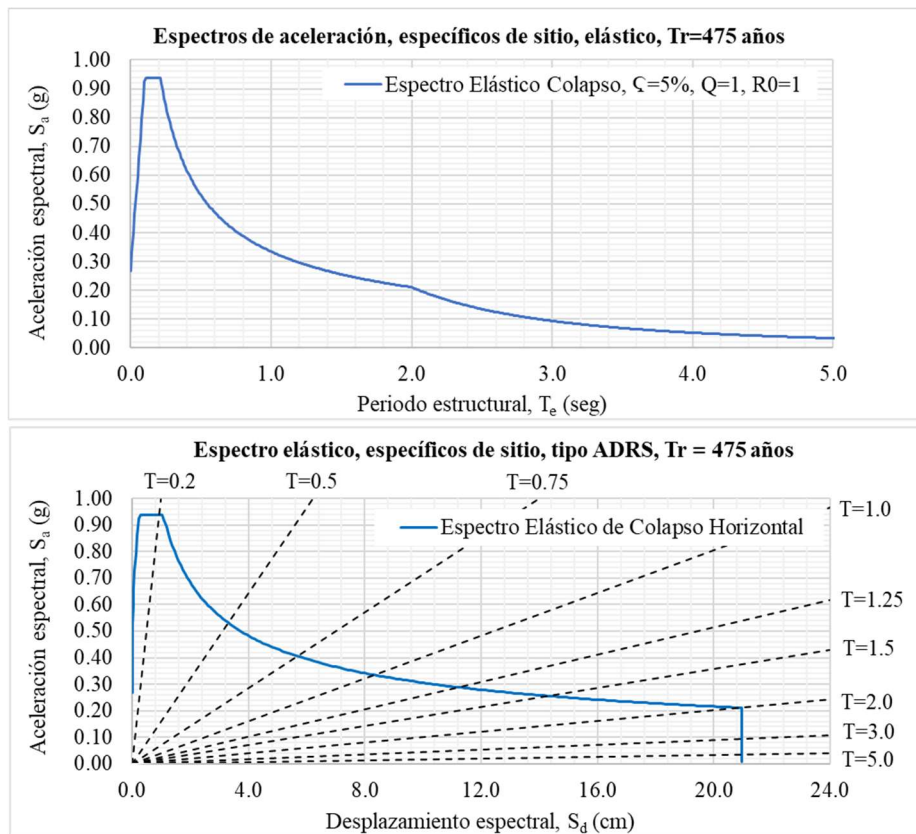 Espectros de aceleración, específicos de sitio, elástico, Tr=475 años
Aceleración espectral, Sa (g)
1.00
0.90
0.80
0.70
0.60
0.50
0.40
0.30
0.20
0.10
0.00
Espectro Elástico Colapso, Ϛ=5%, Q=1, R0=1
0.0 1.0 2.0 3.0 4.0 5.0
Periodo estructural, Te (seg)
Espectro elástico, específicos de sitio, tipo ADRS, Tr = 475 años
T=0.2 T=0.5 T=0.75
Aceleración espectral, Sa (g)
1.00
0.90
0.80
0.70
0.60
0.50
0.40
0.30
0.20
0.10
0.00
Espectro Elástico de Colapso Horizontal
T=1.0
T=1.25
T=1.5
T=2.0
T=3.0
T=5.0
0.0 4.0 8.0 12.0 16.0 20.0 24.0
Desplazamiento espectral, Sd (cm)